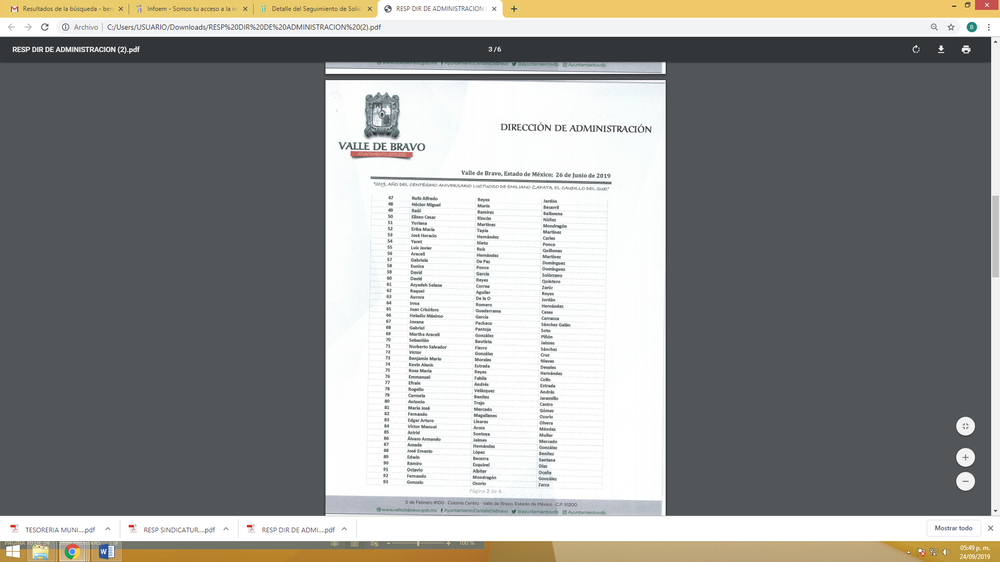 Resultados de la búsqueda - ber
Infoem - Somos tu acceso a la in
Detalle del Seguimiento de Solici
RESP DIR DE ADMINISTRACION (
Archivo
C:/Users/USUARIO/Downloads/RESP%20DIR%20DE%20ADMINISTRACION%20(2).pdf
B
RESP DIR DE ADMINISTRACION (2).pdf
3 / 6
www.valledebravo.gob.mx AyuntamientoDeValleDeBravo @ayuntamientovdb Ayuntamientovdb
DIRECCIÓN DE ADMINISTRACIÓN
VALLE DE BRAVO
AYUNTAMIENTO 2019-2021
Valle de Bravo, Estado de México; 26 de Junio de 2019
"2019, AÑO DEL CENTÉSIMO ANIVERSARIO LUCTUOSO DE EMILIANO ZAPATA, EL CAUDILLO DEL SUR"
47 Rufo Alfredo Reyes Jardón
48 Héctor Miguel Marín Becerril
49 Raúl Ramírez Balbuena
50 Eliseo Cesar Rincón Núñez
51 Yuriana Martínez Mondragón
52 Erika María Tapia Martínez
53 José Horacio Hernández Carles
54 Yaret Nieto Ponce
55 Luis Javier Ruíz Quiñones
56 Araceli Hernández Martínez
57 Gabriela De Paz Domínguez
58 Eunice Ponce Domínguez
59 David García Solórzano
60 David Reyes Quintero
61 Azyadeh Selene Correa Zarúr
62 Raquel Aguilar Reyes
63 Aurora De la O Jordán
64 Irma Romero Hernández
65 Juan Crisóforo Guadarrama Casas
66 Heladio Máximo García Carranza
67 Jovana Pacheco Sánchez Galán
68 Gabriel Pantoja Soto
69 Martha Araceli González Piñón
70 Sebastián Bautista Jaimes
71 Norberto Salvador Fierro Sánchez
72 Víctor González Cruz
73 Benjamín Mario Morales Nieves
74 Kevin Alexis Estrada Desales
75 Rosa María Reyes Hernández
76 Emmanuel Fabila Colín
77 Efraín Andrés Estrada
78 Rogelio Velázquez Andrés
79 Carmela Benítez Jaramillo
80 Antonio Trejo Castro
81 María José Mercado Gómez
82 Fernando Magallanes Ozorio
83 Edgar Arturo Linares Olvera
84 Víctor Manuel Arcos Méndez
85 Astrid Sontoya Muller
86 Álvaro Armando Jaimes Mercado
87 Amada Hernández González
88 José Ernesto López Benítez
89 Edwin Becerra Santana
90 Ramiro Esquivel Díaz
91 Octavio Albiter Ocaña
92 Fernando Mondragón González
93 Gonzalo Osorio Zarza
Página 2 de 4
5 de Febrero #100 · Colonia Centro · Valle de Bravo, Estado de México · C.P. 51200
www.valledebravo.gob.mx AyuntamientoDeValleDeBravo @ayuntamientovdb Ayuntamientovdb
TESORERIA MUNI....pdf
RESP SINDICATUR....pdf
RESP DIR DE ADMI....pdf
Mostrar todo
PÁGINA 10 DE 24
PALABRAS
100 %
05:49 p. m.
24/09/2019